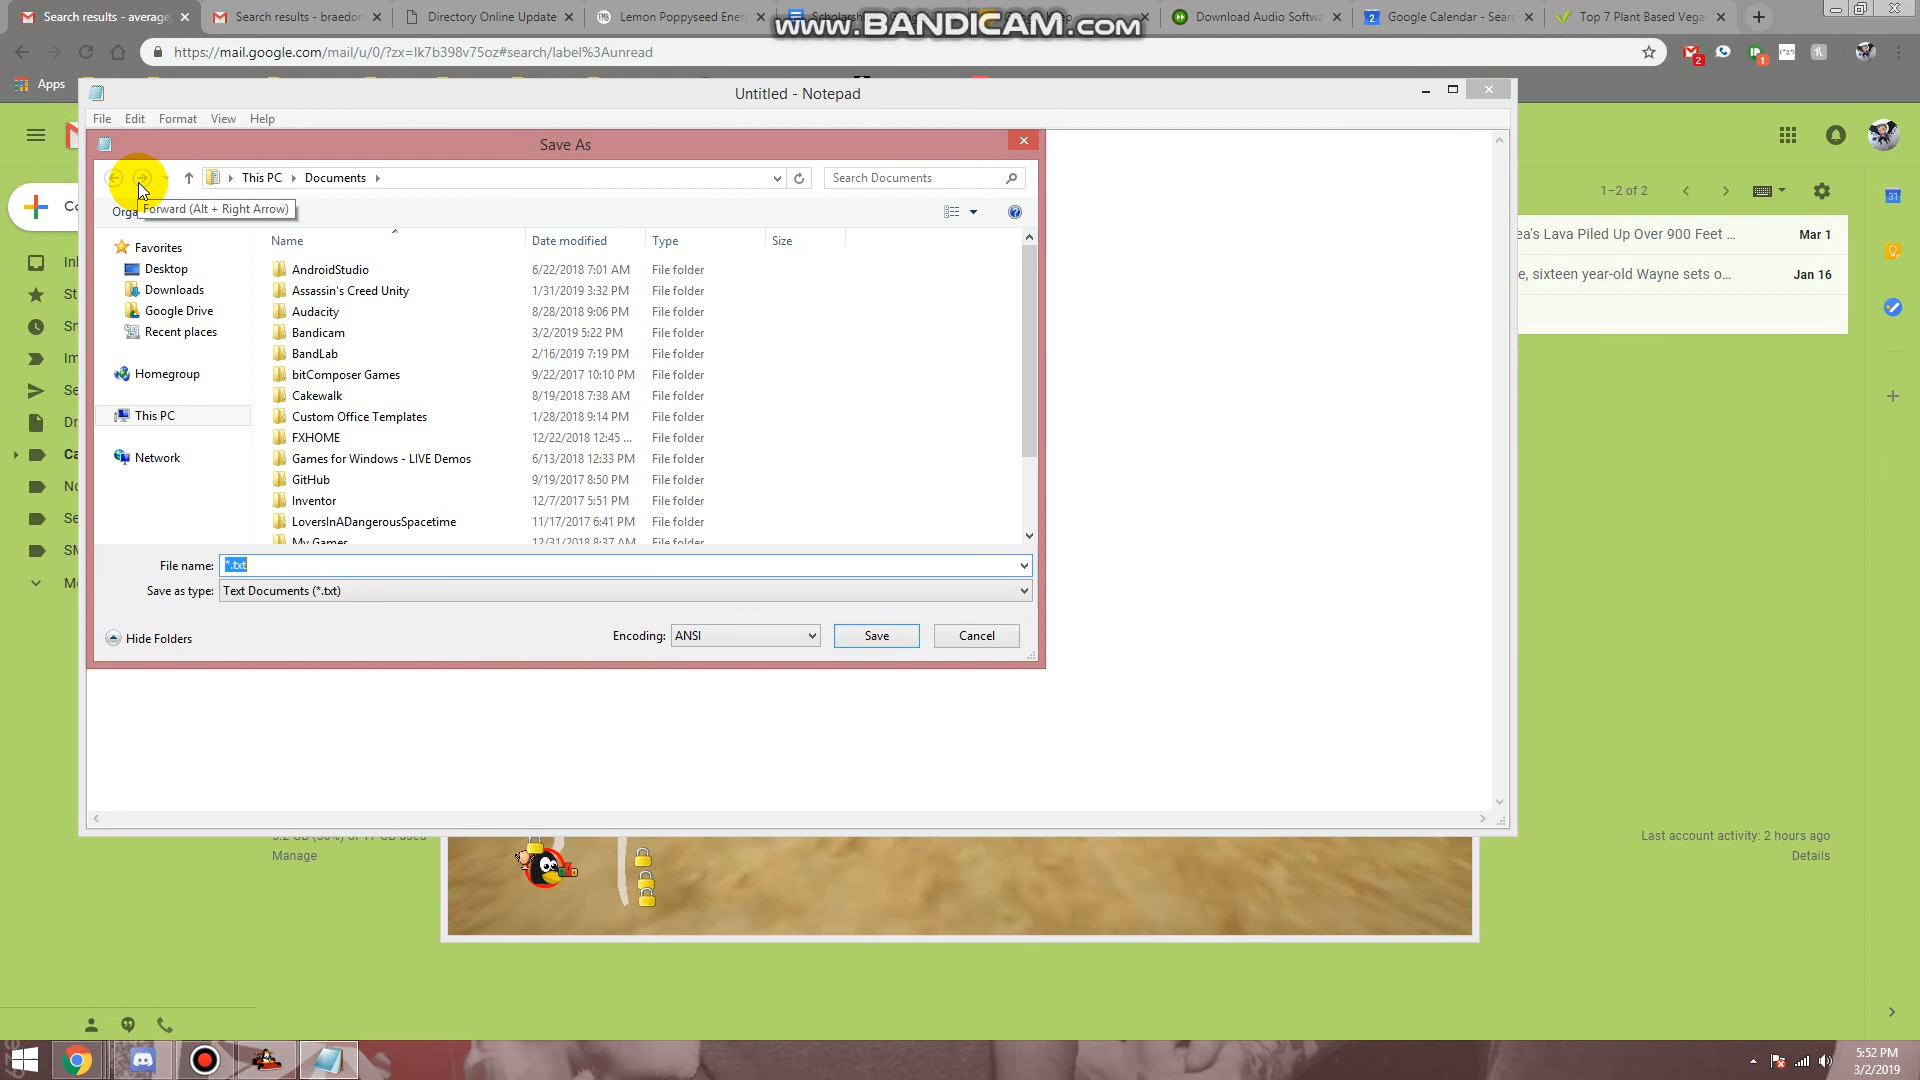 Search results - average
Search results - braedon
Directory Online Update
Lemon Poppyseed Ener
Download Audio Softwa
Google Calendar - Sear
Top 7 Plant Based Vega
www.BANDICAM.com
https://mail.google.com/mail/u/0/?zx=lk7b398v75oz#search/label%3Aunread
Apps
Untitled - Notepad
File Edit Format View Help
Save As
This PC Documents
Search Documents
Forward (Alt + Right Arrow)
1–2 of 2
Name Date modified Type Size
Favorites
Desktop
Downloads
Google Drive
Recent places
Homegroup
This PC
Network
AndroidStudio 6/22/2018 7:01 AM File folder
Assassin's Creed Unity 1/31/2019 3:32 PM File folder
Audacity 8/28/2018 9:06 PM File folder
Bandicam 3/2/2019 5:22 PM File folder
BandLab 2/16/2019 7:19 PM File folder
bitComposer Games 9/22/2017 10:10 PM File folder
Cakewalk 8/19/2018 7:38 AM File folder
Custom Office Templates 1/28/2018 9:14 PM File folder
FXHOME 12/22/2018 12:45 ... File folder
Games for Windows - LIVE Demos 6/13/2018 12:33 PM File folder
GitHub 9/19/2017 8:50 PM File folder
Inventor 12/7/2017 5:51 PM File folder
LoversInADangerousSpacetime 11/17/2017 6:41 PM File folder
My Games 12/31/2018 8:37 AM File folder
File name: *.txt
Save as type: Text Documents (*.txt)
Hide Folders
Encoding: ANSI
Save
Cancel
ea's Lava Piled Up Over 900 Feet ... Mar 1
e, sixteen year-old Wayne sets o... Jan 16
Manage
Last account activity: 2 hours ago
Details
5:52 PM
3/2/2019